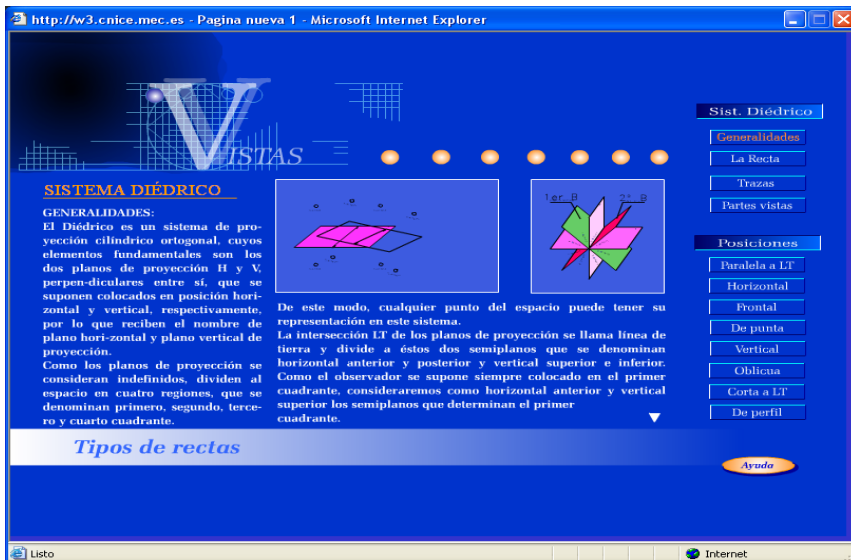 http://w3.cnice.mec.es - Pagina nueva 1 - Microsoft Internet Explorer
VISTAS
SISTEMA DIÉDRICO
GENERALIDADES:
El Diédrico es un sistema de pro-
yección cilíndrico ortogonal, cuyos
elementos fundamentales son los
dos planos de proyección H y V,
perpen-diculares entre sí, que se
suponen colocados en posición hori-
zontal y vertical, respectivamente,
por lo que reciben el nombre de
plano hori-zontal y plano vertical de
proyección.
Como los planos de proyección se
consideran indefinidos, dividen al
espacio en cuatro regiones, que se
denominan primero, segundo, terce-
ro y cuarto cuadrante.
1er. B
2º B
De este modo, cualquier punto del espacio puede tener su
representación en este sistema.
La intersección LT de los planos de proyección se llama línea de
tierra y divide a éstos dos semiplanos que se denominan
horizontal anterior y posterior y vertical superior e inferior.
Como el observador se supone siempre colocado en el primer
cuadrante, consideraremos como horizontal anterior y vertical
superior los semiplanos que determinan el primer
cuadrante.
Sist. Diédrico
Generalidades
La Recta
Trazas
Partes vistas
Posiciones
Paralela a LT
Horizontal
Frontal
De punta
Vertical
Oblicua
Corta a LT
De perfil
Tipos de rectas
Ayuda
Listo
Internet